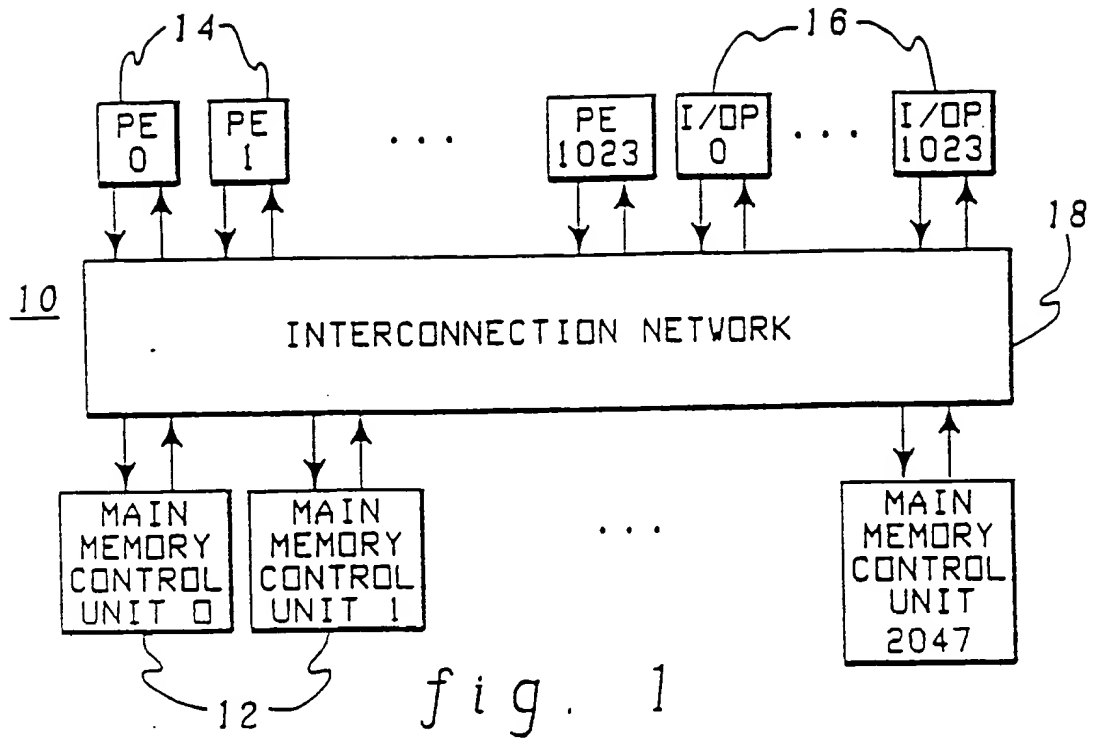 14
16
PE
0
PE
1
...
PE
1023
I/OP
0
...
I/OP
1023
18
10
INTERCONNECTION NETWORK
MAIN
MEMORY
CONTROL
UNIT 0
MAIN
MEMORY
CONTROL
UNIT 1
...
MAIN
MEMORY
CONTROL
UNIT
2047
12
fig. 1